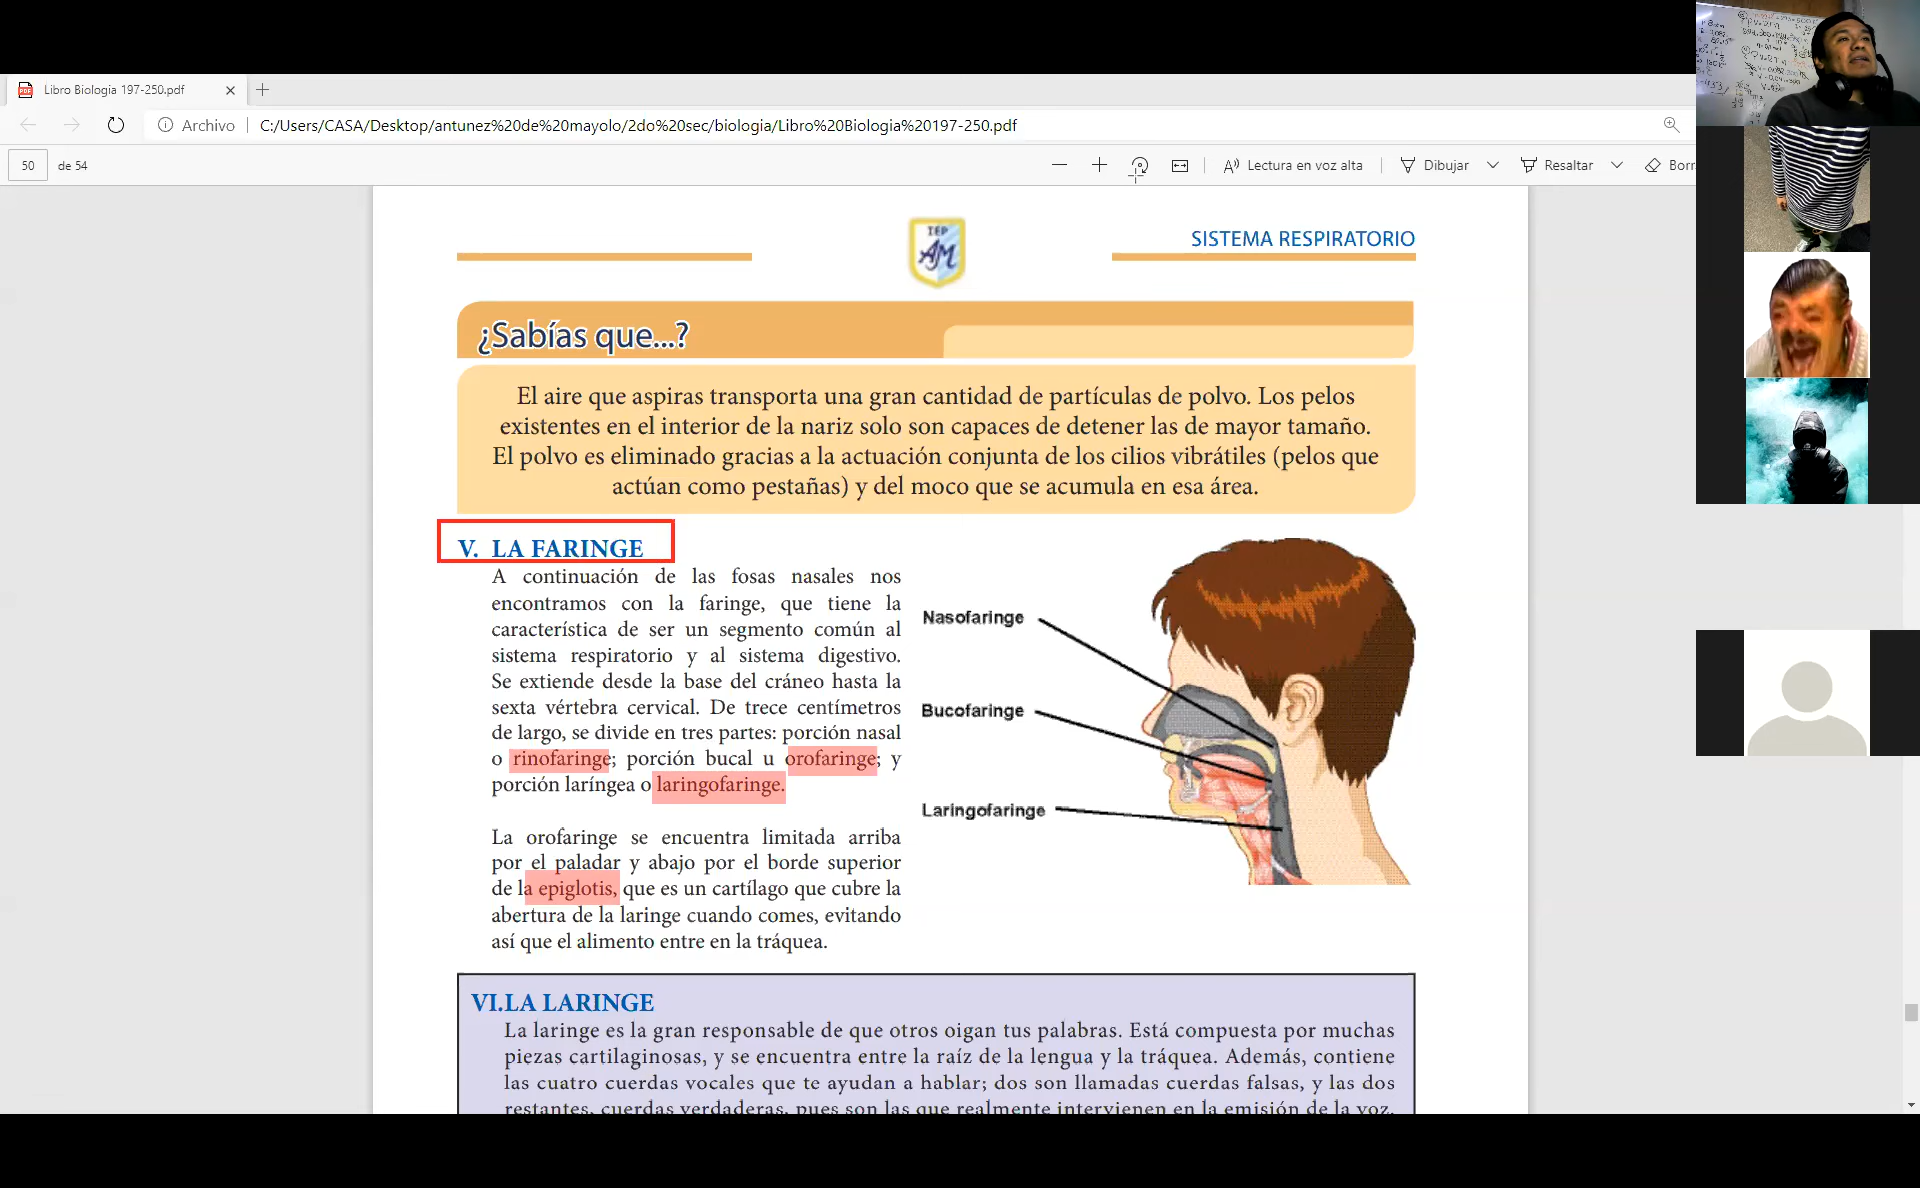 Libro Biologia 197-250.pdf
Archivo
C:/Users/CASA/Desktop/antunez%20de%20mayolo/2do%20sec/biologia/Libro%20Biologia%20197-250.pdf
50 de 54
Lectura en voz alta
Dibujar
Resaltar
Borr
IEP
AM
SISTEMA RESPIRATORIO
¿Sabías que...?
El aire que aspiras transporta una gran cantidad de partículas de polvo. Los pelos
existentes en el interior de la nariz solo son capaces de detener las de mayor tamaño.
El polvo es eliminado gracias a la actuación conjunta de los cilios vibrátiles (pelos que
actúan como pestañas) y del moco que se acumula en esa área.
V. LA FARINGE
A continuación de las fosas nasales nos
encontramos con la faringe, que tiene la
característica de ser un segmento común al
sistema respiratorio y al sistema digestivo.
Se extiende desde la base del cráneo hasta la
sexta vértebra cervical. De trece centímetros
de largo, se divide en tres partes: porción nasal
o rinofaringe; porción bucal u orofaringe; y
porción laríngea o laringofaringe.
La orofaringe se encuentra limitada arriba
por el paladar y abajo por el borde superior
de la epiglotis, que es un cartílago que cubre la
abertura de la laringe cuando comes, evitando
así que el alimento entre en la tráquea.
Nasofaringe
Bucofaringe
Laringofaringe
VI.LA LARINGE
La laringe es la gran responsable de que otros oigan tus palabras. Está compuesta por muchas
piezas cartilaginosas, y se encuentra entre la raíz de la lengua y la tráquea. Además, contiene
las cuatro cuerdas vocales que te ayudan a hablar; dos son llamadas cuerdas falsas, y las dos
restantes, cuerdas verdaderas, pues son las que realmente intervienen en la emisión de la voz.